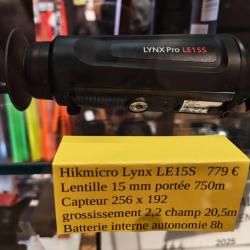 LYNX Pro LE15S
Hikmicro Lynx LE15S 779 €
Lentille 15 mm portée 750m
Capteur 256 x 192
grossissement 2,2 champ 20,5m
Batterie interne autonomie 8h
2025